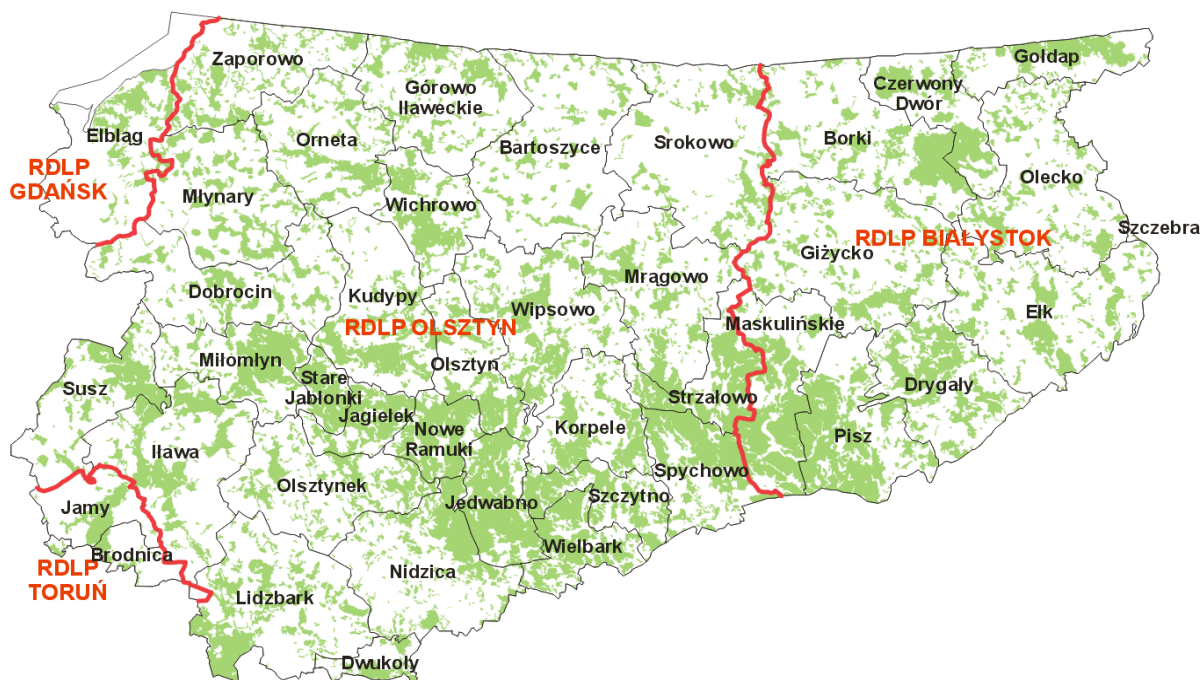 Zaporowo
Gołdap
Górowo
Iławeckie
Czerwony
Dwór
Elbląg
Orneta
Bartoszyce
Srokowo
Borki
RDLP
GDAŃSK
Młynary
Wichrowo
Olecko
Szczebra
RDLP BIAŁYSTOK
Giżycko
Mrągowo
Dobrocin
Kudypy
Wipsowo
Ełk
RDLP OLSZTYN
Maskulińskie
Miłomłyn
Olsztyn
Susz
Stare
Jabłonki
Drygały
Strzałowo
Jagiełek
Nowe
Ramuki
Korpele
Pisz
Iława
Spychowo
Olsztynek
Jedwabno
Szczytno
Jamy
Wielbark
Brodnica
RDLP
TORUŃ
Nidzica
Lidzbark
Dwukoły